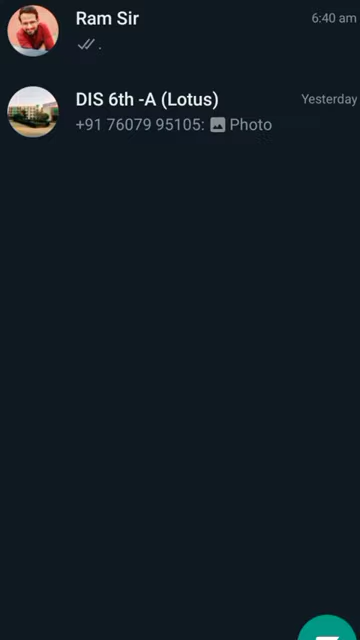 Ram Sir 6:40 am
.
DIS 6th -A (Lotus) Yesterday
+91 76079 95105: Photo